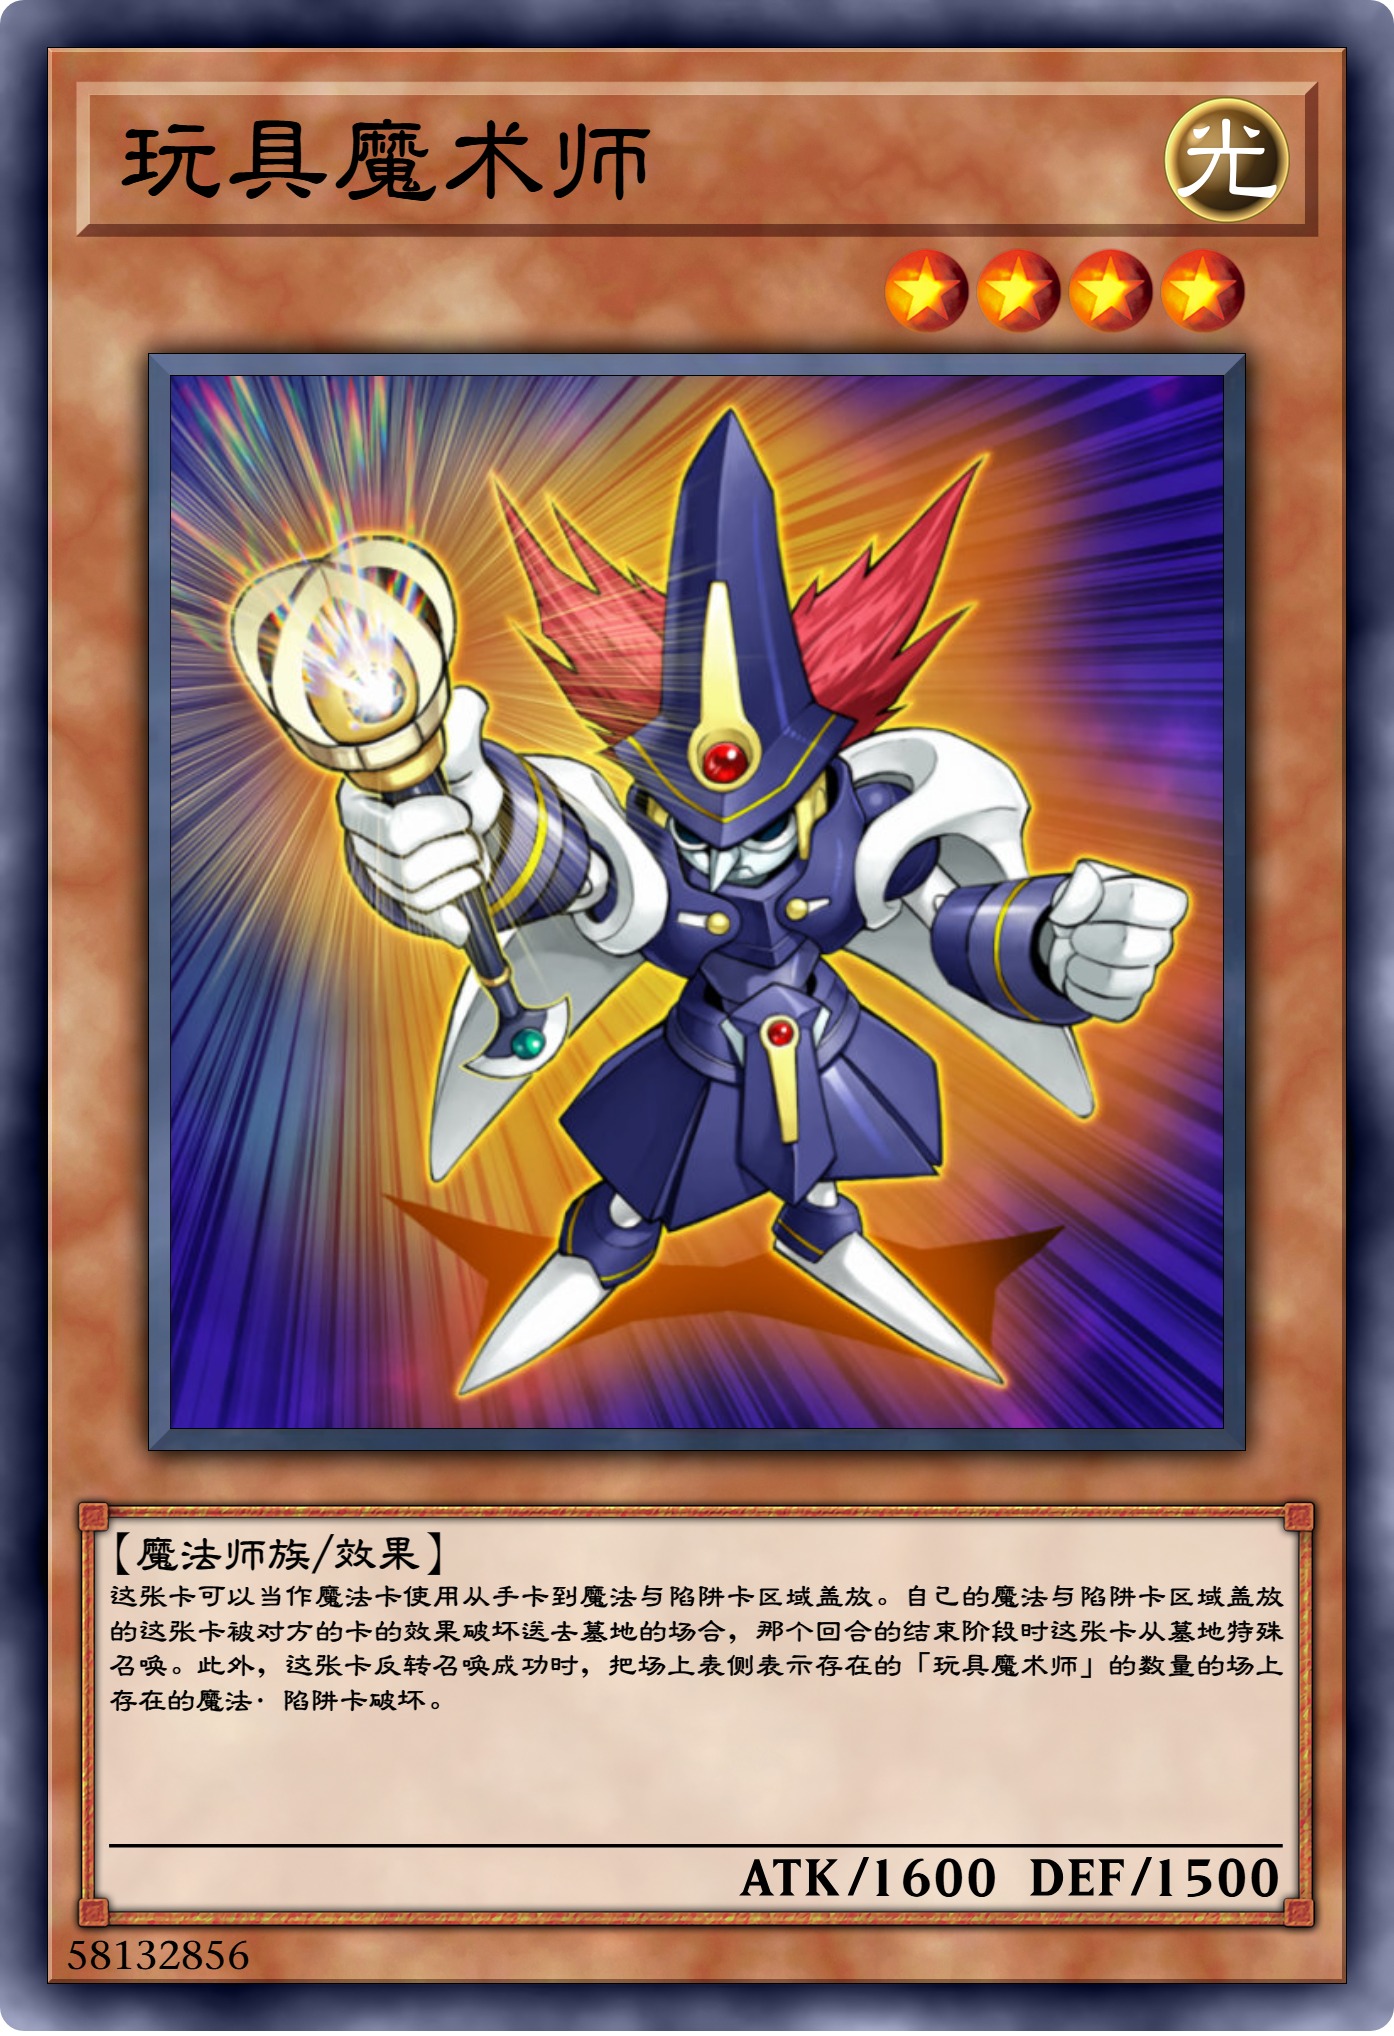 玩具魔术师
光
【魔法师族/效果】
这张卡可以当作魔法卡使用从手卡到魔法与陷阱卡区域盖放。自己的魔法与陷阱卡区域盖放
的这张卡被对方的卡的效果破坏送去墓地的场合，那个回合的结束阶段时这张卡从墓地特殊
召唤。此外，这张卡反转召唤成功时，把场上表侧表示存在的「玩具魔术师」的数量的场上
存在的魔法·陷阱卡破坏。
ATK/1600 DEF/1500
58132856